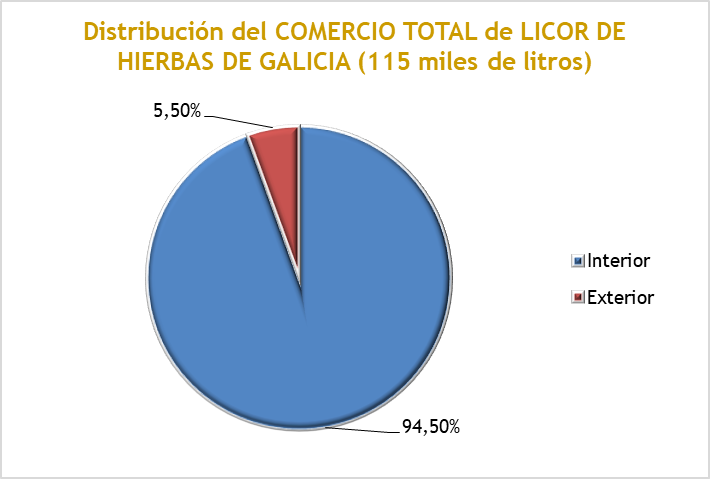 Distribución del COMERCIO TOTAL de LICOR DE
HIERBAS DE GALICIA (115 miles de litros)
5,50%
Interior
Exterior
94,50%